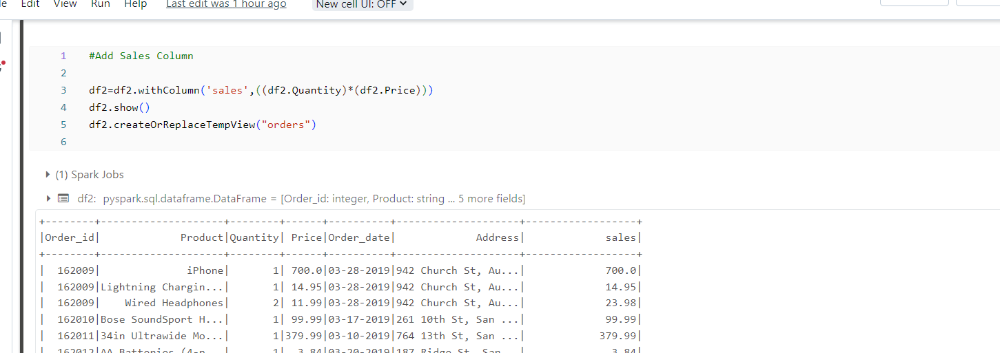 Edit View Run Help Last edit was 1 hour ago New cell UI: OFF
1 #Add Sales Column
2
3 df2=df2.withColumn('sales',((df2.Quantity)*(df2.Price)))
4 df2.show()
5 df2.createOrReplaceTempView("orders")
6
(1) Spark Jobs
df2: pyspark.sql.dataframe.DataFrame = [Order_id: integer, Product: string ... 5 more fields]
+--------+--------------------+--------+------+----------+--------------------+------------------+
|Order_id|             Product|Quantity| Price|Order_date|             Address|             sales|
+--------+--------------------+--------+------+----------+--------------------+------------------+
|  162009|              iPhone|       1| 700.0|03-28-2019|942 Church St, Au...|             700.0|
|  162009|Lightning Chargin...|       1| 14.95|03-28-2019|942 Church St, Au...|             14.95|
|  162009|    Wired Headphones|       2| 11.99|03-28-2019|942 Church St, Au...|             23.98|
|  162010|Bose SoundSport H...|       1| 99.99|03-17-2019|261 10th St, San ...|             99.99|
|  162011|34in Ultrawide Mo...|       1|379.99|03-10-2019|764 13th St, San ...|            379.99|
|  162012|AA Batteries (4-p...|       1|  3.84|03-20-2019|187 Ridge St, San...|              3.84|